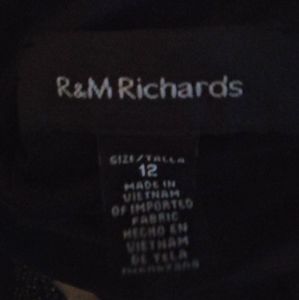 R&M Richards
SIZE/TALLA
12
MADE IN
VIETNAM
OF IMPORTED
FABRIC
HECHO EN
VIETNAM
DE TELA